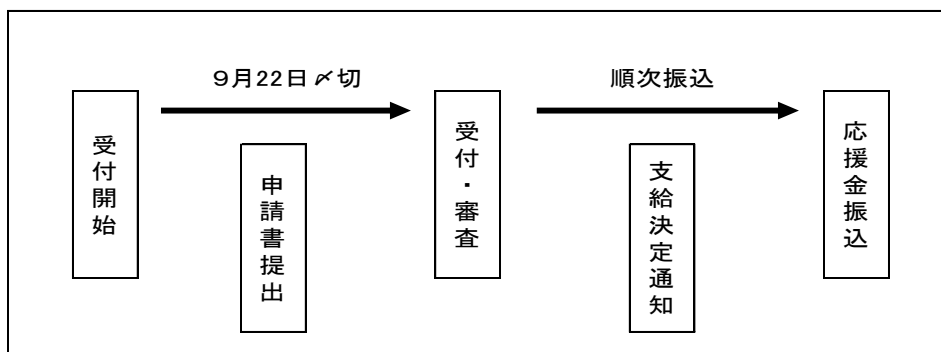 9月22日〆切
順次振込
受付開始
申請書提出
受付・審査
支給決定通知
応援金振込